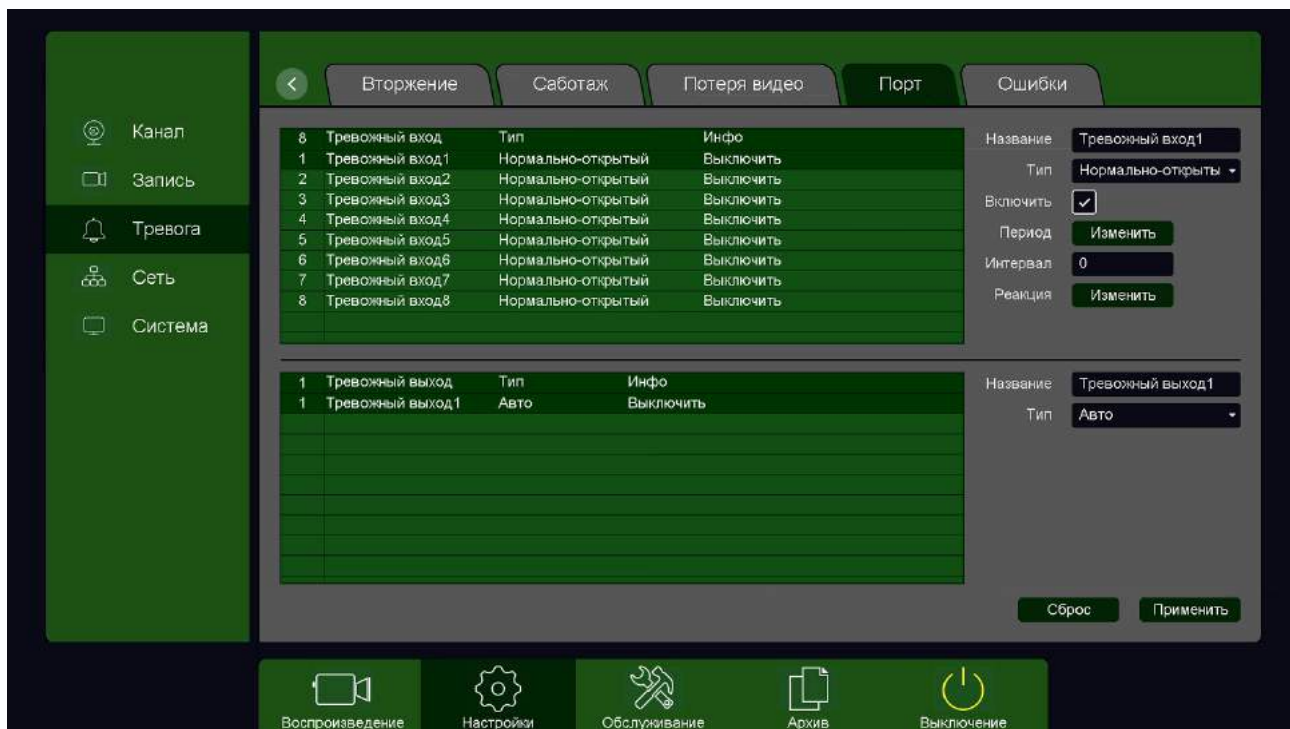 Вторжение Саботаж Потеря видео Порт Ошибки
Канал
Запись
Тревога
Сеть
Система
8 Тревожный вход Тип Инфо
1 Тревожный вход1 Нормально-открытый Выключить
2 Тревожный вход2 Нормально-открытый Выключить
3 Тревожный вход3 Нормально-открытый Выключить
4 Тревожный вход4 Нормально-открытый Выключить
5 Тревожный вход5 Нормально-открытый Выключить
6 Тревожный вход6 Нормально-открытый Выключить
7 Тревожный вход7 Нормально-открытый Выключить
8 Тревожный вход8 Нормально-открытый Выключить
Название Тревожный вход1
Тип Нормально-открыты
Включить
Период Изменить
Интервал 0
Реакция Изменить
1 Тревожный выход Тип Инфо
1 Тревожный выход1 Авто Выключить
Название Тревожный выход1
Тип Авто
Сброс Применить
Воспроизведение Настройки Обслуживание Архив Выключение